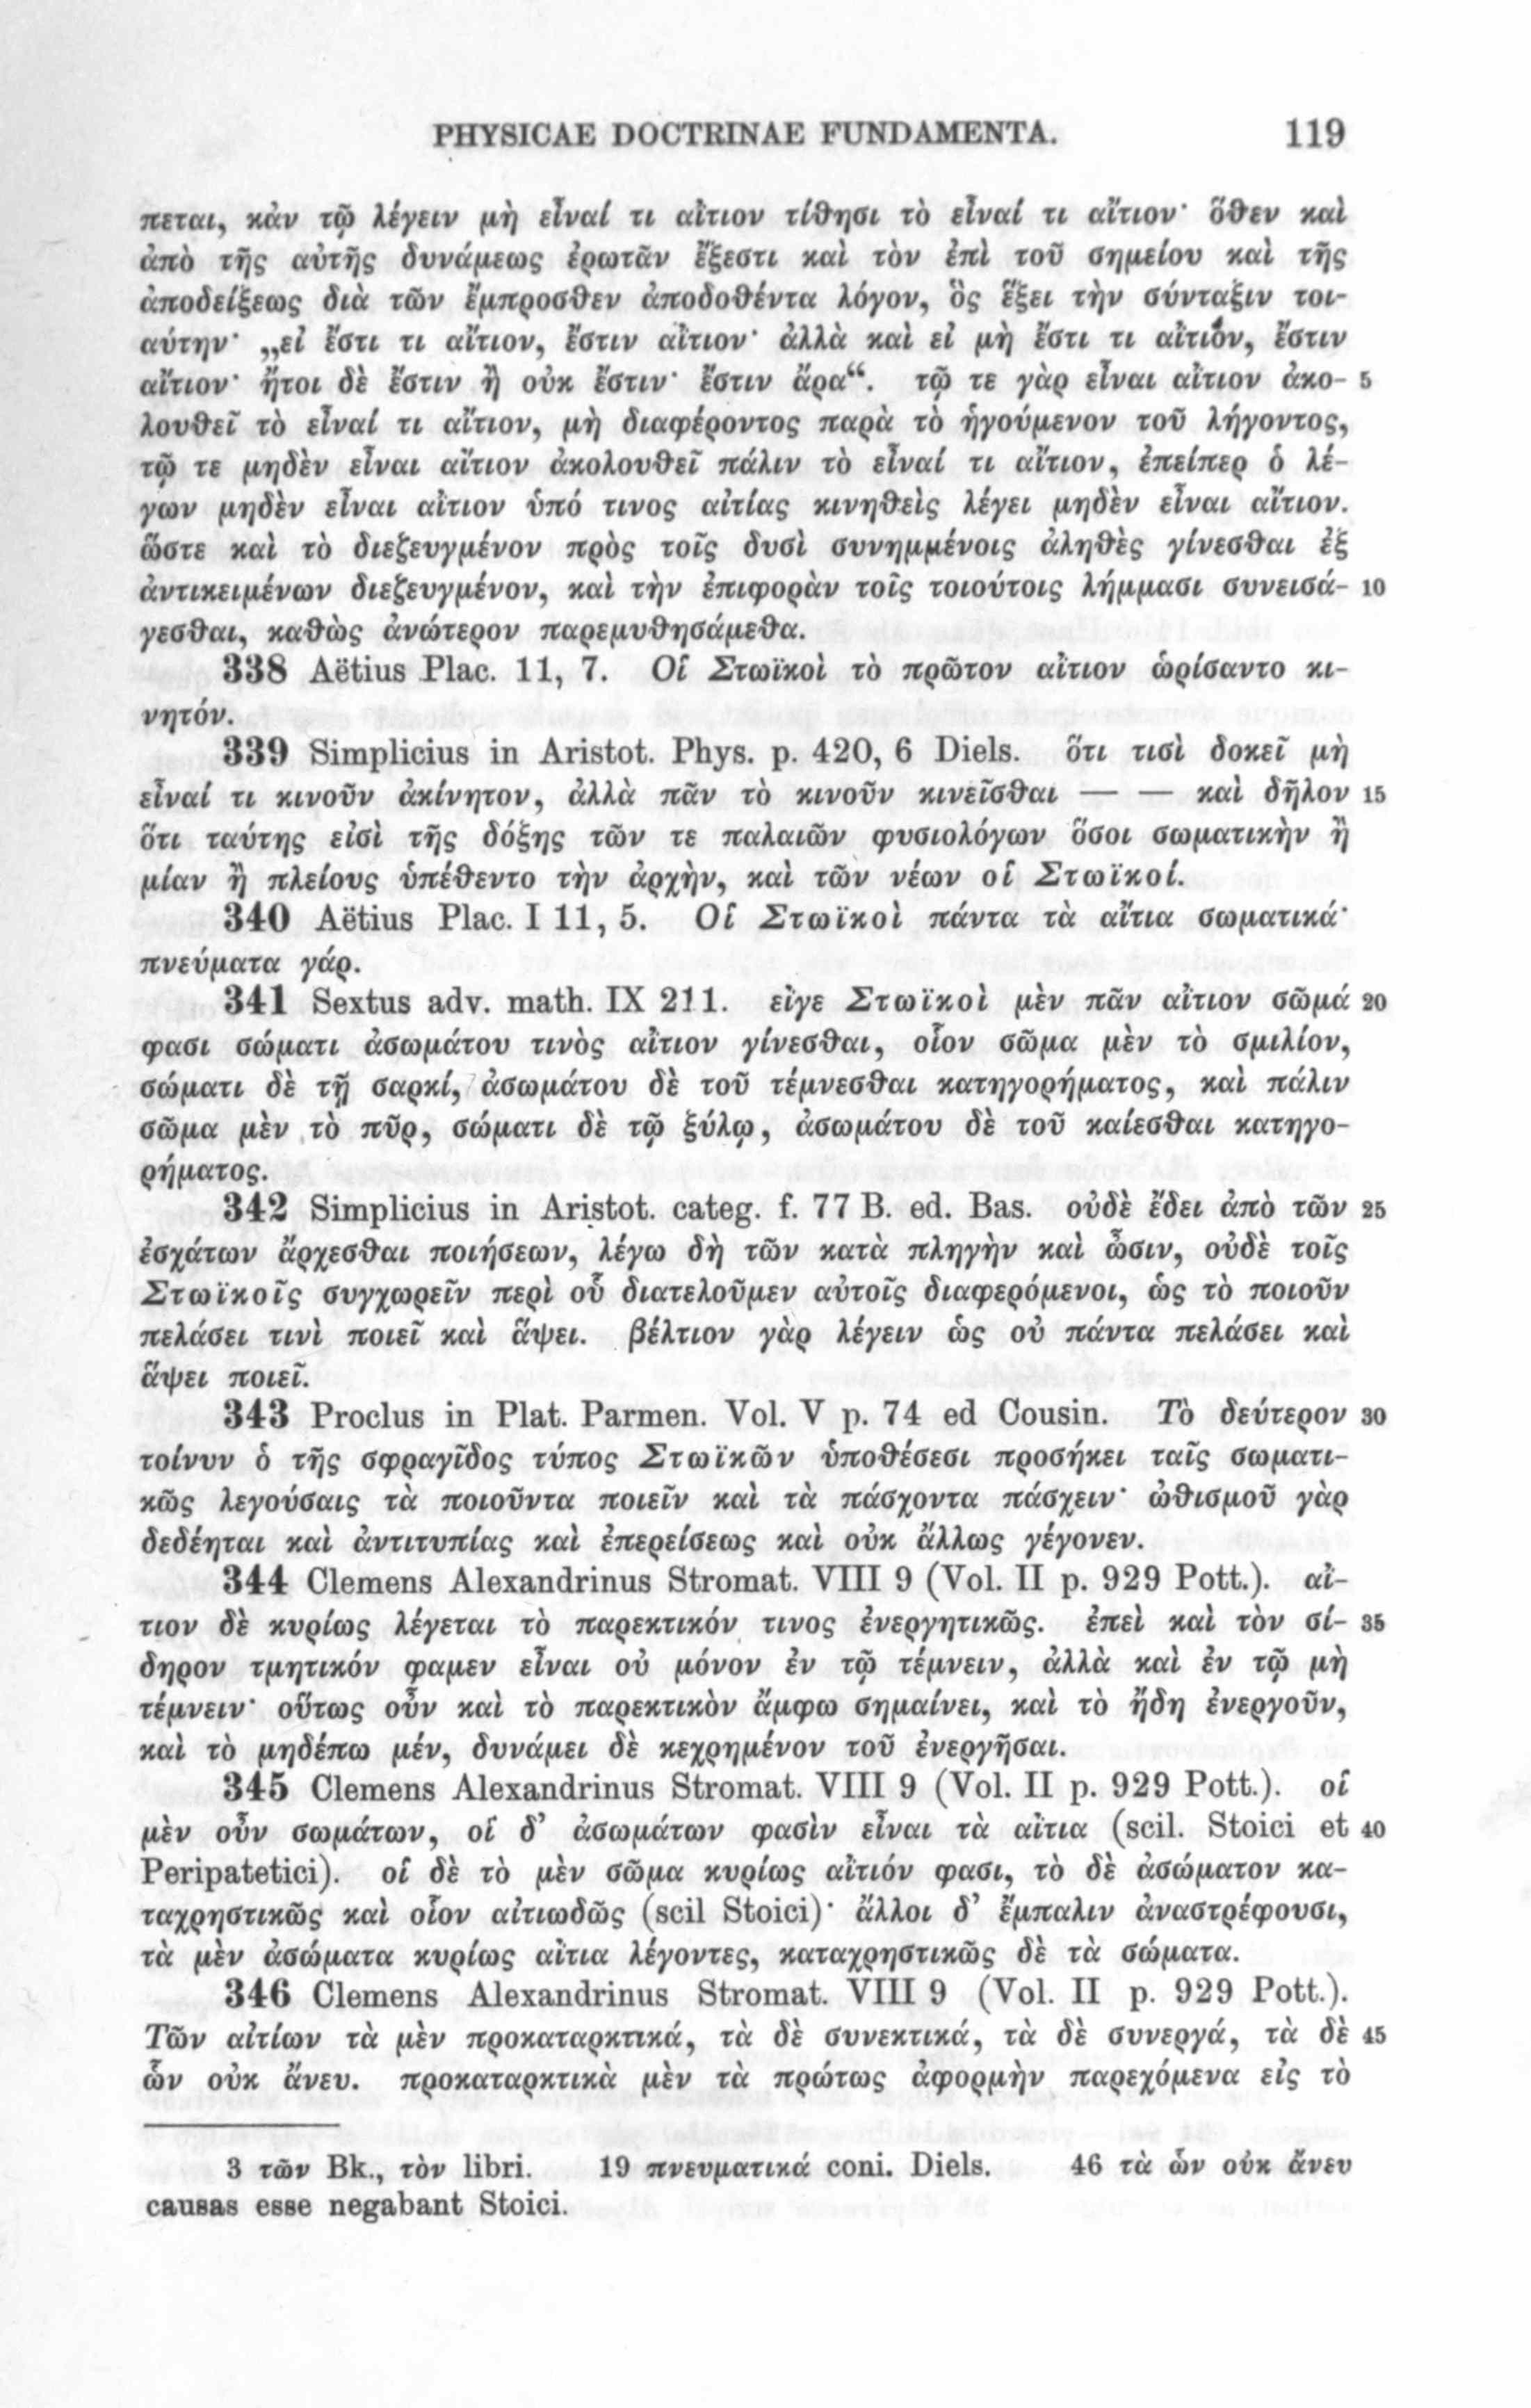 PHYSICAE DOCTRINAE FUNDAMENTA. 119
πεται, κἀν τῷ λέγειν μὴ εἶναί τι αἴτιον τίθησι τὸ εἶναί τι αἴτιον· ὅθεν καὶ
ἀπὸ τῆς αὐτῆς δυνάμεως ἐρωτᾶν ἔξεστι καὶ τὸν ἐπὶ τοῦ σημείου καὶ τῆς
ἀποδείξεως διὰ τῶν ἔμπροσθεν ἀποδοθέντα λόγον, ὃς ἕξει τὴν σύνταξιν τοι-
αύτην· „εἰ ἔστι τι αἴτιον, ἔστιν αἴτιον· ἀλλὰ καὶ εἰ μὴ ἔστι τι αἴτιον, ἔστιν
αἴτιον· ἤτοι δὲ ἔστιν ἢ οὐκ ἔστιν· ἔστιν ἄρα“. τῷ τε γὰρ εἶναι αἴτιον ἀκο- 5
λουθεῖ τὸ εἶναί τι αἴτιον, μὴ διαφέροντος παρὰ τὸ ἡγούμενον τοῦ λήγοντος,
τῷ τε μηδὲν εἶναι αἴτιον ἀκολουθεῖ πάλιν τὸ εἶναί τι αἴτιον, ἐπείπερ ὁ λέ-
γων μηδὲν εἶναι αἴτιον ὑπό τινος αἰτίας κινηθεὶς λέγει μηδὲν εἶναι αἴτιον.
ὥστε καὶ τὸ διεζευγμένον πρὸς τοῖς δυσὶ συνημμένοις ἀληθὲς γίνεσθαι ἐξ
ἀντικειμένων διεζευγμένον, καὶ τὴν ἐπιφορὰν τοῖς τοιούτοις λήμμασι συνεισά- 10
γεσθαι, καθὼς ἀνώτερον παρεμυθησάμεθα.
338 Aëtius Plac. 11, 7. Οἱ Στωϊκοὶ τὸ πρῶτον αἴτιον ὡρίσαντο κι-
νητόν.
339 Simplicius in Aristot. Phys. p. 420, 6 Diels. ὅτι τισὶ δοκεῖ μὴ
εἶναί τι κινοῦν ἀκίνητον, ἀλλὰ πᾶν τὸ κινοῦν κινεῖσθαι — — καὶ δῆλον 15
ὅτι ταύτης εἰσὶ τῆς δόξης τῶν τε παλαιῶν φυσιολόγων ὅσοι σωματικὴν ἢ
μίαν ἢ πλείους ὑπέθεντο τὴν ἀρχὴν, καὶ τῶν νέων οἱ Στωϊκοί.
340 Aëtius Plac. I 11, 5. Οἱ Στωϊκοὶ πάντα τὰ αἴτια σωματικά·
πνεύματα γάρ.
341 Sextus adv. math. IX 211. εἴγε Στωϊκοὶ μὲν πᾶν αἴτιον σῶμά 20
φασι σώματι ἀσωμάτου τινὸς αἴτιον γίνεσθαι, οἷον σῶμα μὲν τὸ σμιλίον,
σώματι δὲ τῇ σαρκί, ἀσωμάτου δὲ τοῦ τέμνεσθαι κατηγορήματος, καὶ πάλιν
σῶμα μὲν τὸ πῦρ, σώματι δὲ τῷ ξύλῳ, ἀσωμάτου δὲ τοῦ καίεσθαι κατηγο-
ρήματος.
342 Simplicius in Aristot. categ. f. 77 B. ed. Bas. οὐδὲ ἔδει ἀπὸ τῶν 25
ἐσχάτων ἄρχεσθαι ποιήσεων, λέγω δὴ τῶν κατὰ πληγὴν καὶ ὦσιν, οὐδὲ τοῖς
Στωϊκοῖς συγχωρεῖν περὶ οὗ διατελοῦμεν αὐτοῖς διαφερόμενοι, ὡς τὸ ποιοῦν
πελάσει τινὶ ποιεῖ καὶ ἅψει. βέλτιον γὰρ λέγειν ὡς οὐ πάντα πελάσει καὶ
ἅψει ποιεῖ.
343 Proclus in Plat. Parmen. Vol. V p. 74 ed Cousin. Τὸ δεύτερον 30
τοίνυν ὁ τῆς σφραγῖδος τύπος Στωϊκῶν ὑποθέσεσι προσήκει ταῖς σωματι-
κῶς λεγούσαις τὰ ποιοῦντα ποιεῖν καὶ τὰ πάσχοντα πάσχειν· ὠθισμοῦ γὰρ
δεδέηται καὶ ἀντιτυπίας καὶ ἐπερείσεως καὶ οὐκ ἄλλως γέγονεν.
344 Clemens Alexandrinus Stromat. VIII 9 (Vol. II p. 929 Pott.). αἴ-
τιον δὲ κυρίως λέγεται τὸ παρεκτικόν τινος ἐνεργητικῶς. ἐπεὶ καὶ τὸν σί- 35
δηρον τμητικόν φαμεν εἶναι οὐ μόνον ἐν τῷ τέμνειν, ἀλλὰ καὶ ἐν τῷ μὴ
τέμνειν· οὕτως οὖν καὶ τὸ παρεκτικὸν ἄμφω σημαίνει, καὶ τὸ ἤδη ἐνεργοῦν,
καὶ τὸ μηδέπω μέν, δυνάμει δὲ κεχρημένον τοῦ ἐνεργῆσαι.
345 Clemens Alexandrinus Stromat. VIII 9 (Vol. II p. 929 Pott.). οἱ
μὲν οὖν σωμάτων, οἱ δ’ ἀσωμάτων φασὶν εἶναι τὰ αἴτια (scil. Stoici et 40
Peripatetici). οἱ δὲ τὸ μὲν σῶμα κυρίως αἴτιόν φασι, τὸ δὲ ἀσώματον κα-
ταχρηστικῶς καὶ οἷον αἰτιωδῶς (scil Stoici)· ἄλλοι δ’ ἔμπαλιν ἀναστρέφουσι,
τὰ μὲν ἀσώματα κυρίως αἴτια λέγοντες, καταχρηστικῶς δὲ τὰ σώματα.
346 Clemens Alexandrinus Stromat. VIII 9 (Vol. II p. 929 Pott.).
Τῶν αἰτίων τὰ μὲν προκαταρκτικά, τὰ δὲ συνεκτικά, τὰ δὲ συνεργά, τὰ δὲ 45
ὧν οὐκ ἄνευ. προκαταρκτικὰ μὲν τὰ πρώτως ἀφορμὴν παρεχόμενα εἰς τὸ
3 τῶν Bk., τὸν libri. 19 πνευματικά coni. Diels. 46 τὰ ὧν οὐκ ἄνευ
causas esse negabant Stoici.